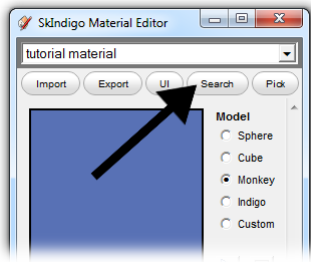 SkIndigo Material Editor
tutorial material
Import Export UI Search Pick
Model
Sphere
Cube
Monkey
Indigo
Custom